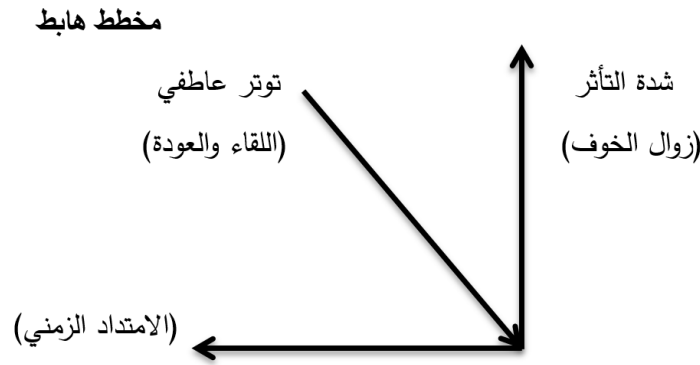 مخطط هابط
شدة التأثر
(زوال الخوف)
توتر عاطفي
(اللقاء والعودة)
(الامتداد الزمني)